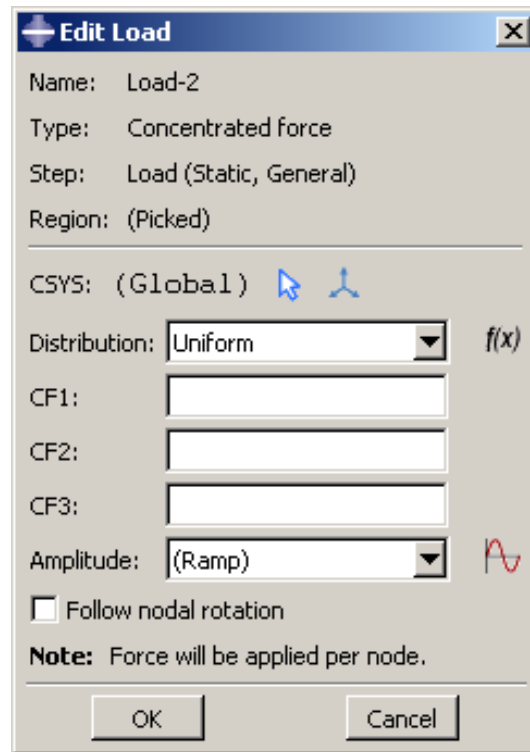 Edit Load
Name: Load-2
Type: Concentrated force
Step: Load (Static, General)
Region: (Picked)
CSYS: (Global)
Distribution: Uniform f(x)
CF1:
CF2:
CF3:
Amplitude: (Ramp)
Follow nodal rotation
Note: Force will be applied per node.
OK Cancel